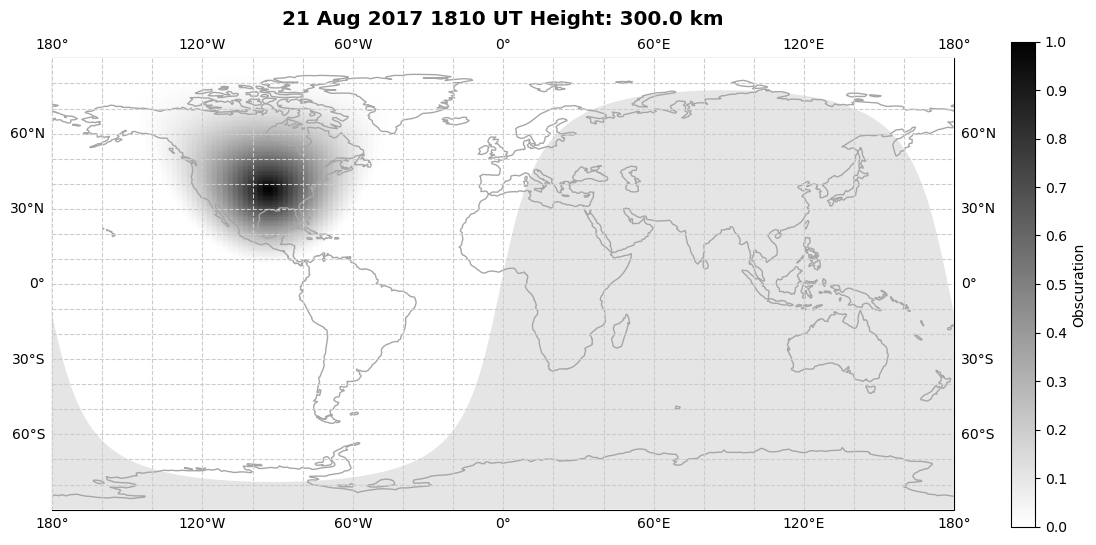 21 Aug 2017 1810 UT Height: 300.0 km
180° 120°W 60°W 0° 60°E 120°E 180°
60°N 60°N
30°N 30°N
0° 0°
30°S 30°S
60°S 60°S
180° 120°W 60°W 0° 60°E 120°E 180°
1.0
0.9
0.8
0.7
0.6
0.5
0.4
0.3
0.2
0.1
0.0
Obscuration